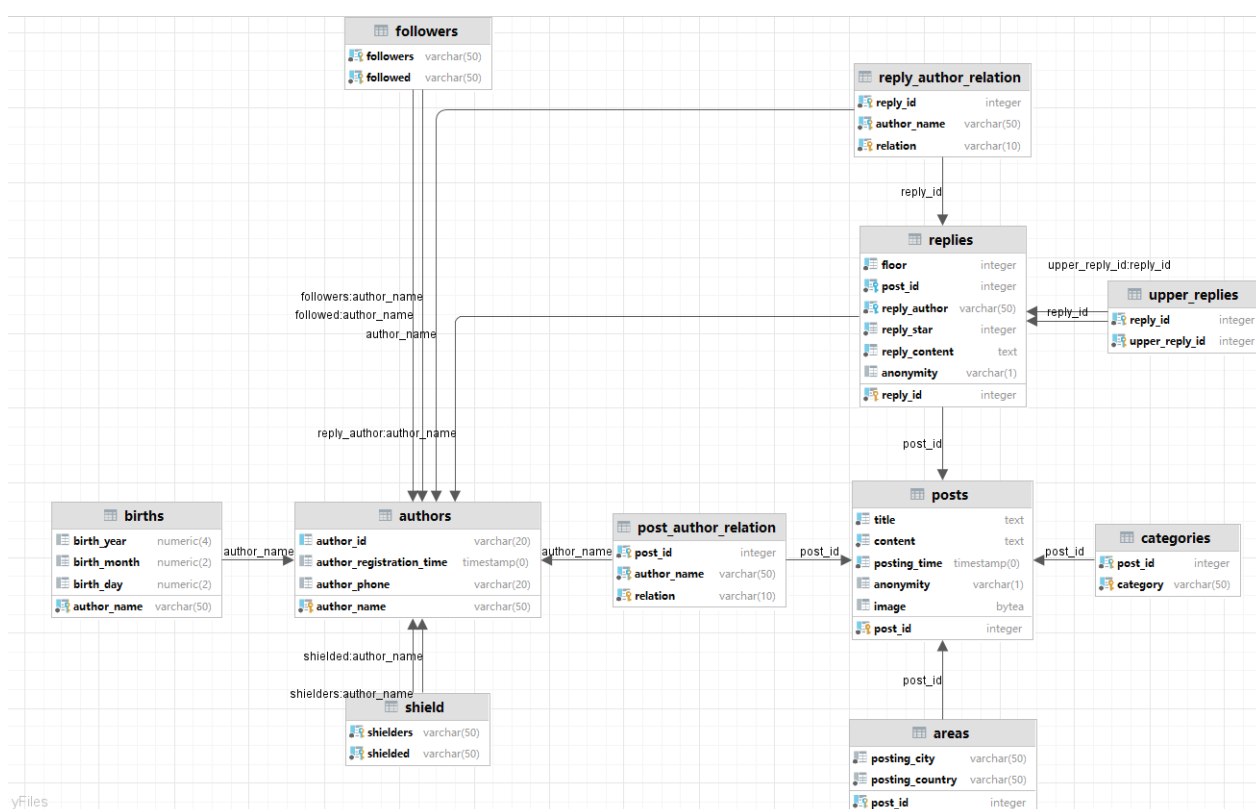 followers
followers varchar(50)
followed varchar(50)
reply_author_relation
reply_id integer
author_name varchar(50)
relation varchar(10)
reply_id
replies
floor integer
post_id integer
reply_author varchar(50)
reply_star integer
reply_content text
anonymity varchar(1)
reply_id integer
upper_reply_id:reply_id
upper_replies
reply_id integer
upper_reply_id integer
reply_id
followers:author_name
followed:author_name
author_name
reply_author:author_name
post_id
births
birth_year numeric(4)
birth_month numeric(2)
birth_day numeric(2)
author_name varchar(50)
author_name
authors
author_id varchar(20)
author_registration_time timestamp(0)
author_phone varchar(20)
author_name varchar(50)
author_name
post_author_relation
post_id integer
author_name varchar(50)
relation varchar(10)
post_id
posts
title text
content text
posting_time timestamp(0)
anonymity varchar(1)
image bytea
post_id integer
post_id
categories
post_id integer
category varchar(50)
shielded:author_name
shielders:author_name
shield
shielders varchar(50)
shielded varchar(50)
post_id
areas
posting_city varchar(50)
posting_country varchar(50)
post_id integer
yFiles